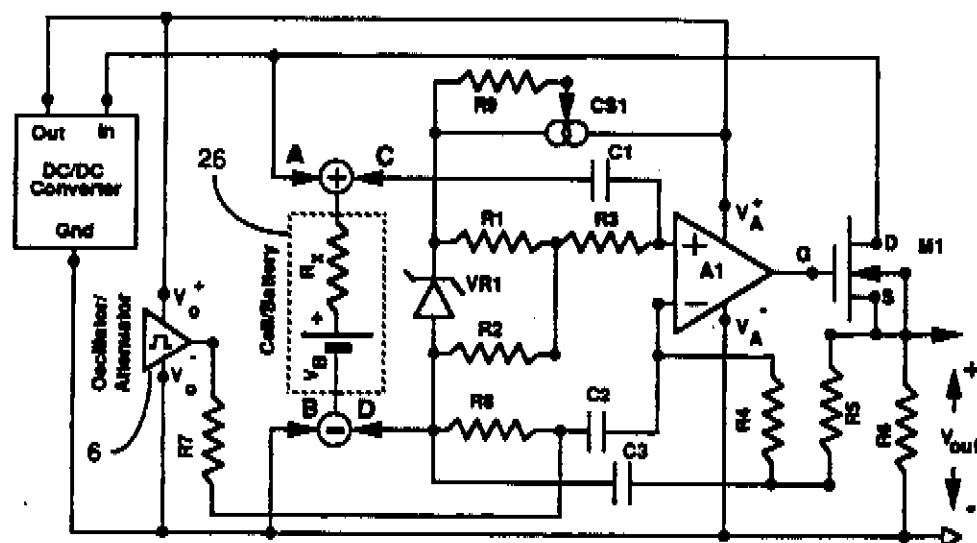 Out
In
DC/DC
Converter
Gnd
26
A
+
C
R9
CS1
C1
R1
R3
+
A1
−
V A +
V A -
G
D
S
M1
VR1
R2
Cell/Battery
Rx
+
VB
B
−
D
R8
C2
C3
R4
R5
R6
+
Vout
-
Oscillator/
Attenuator
V o +
V o -
6
R7